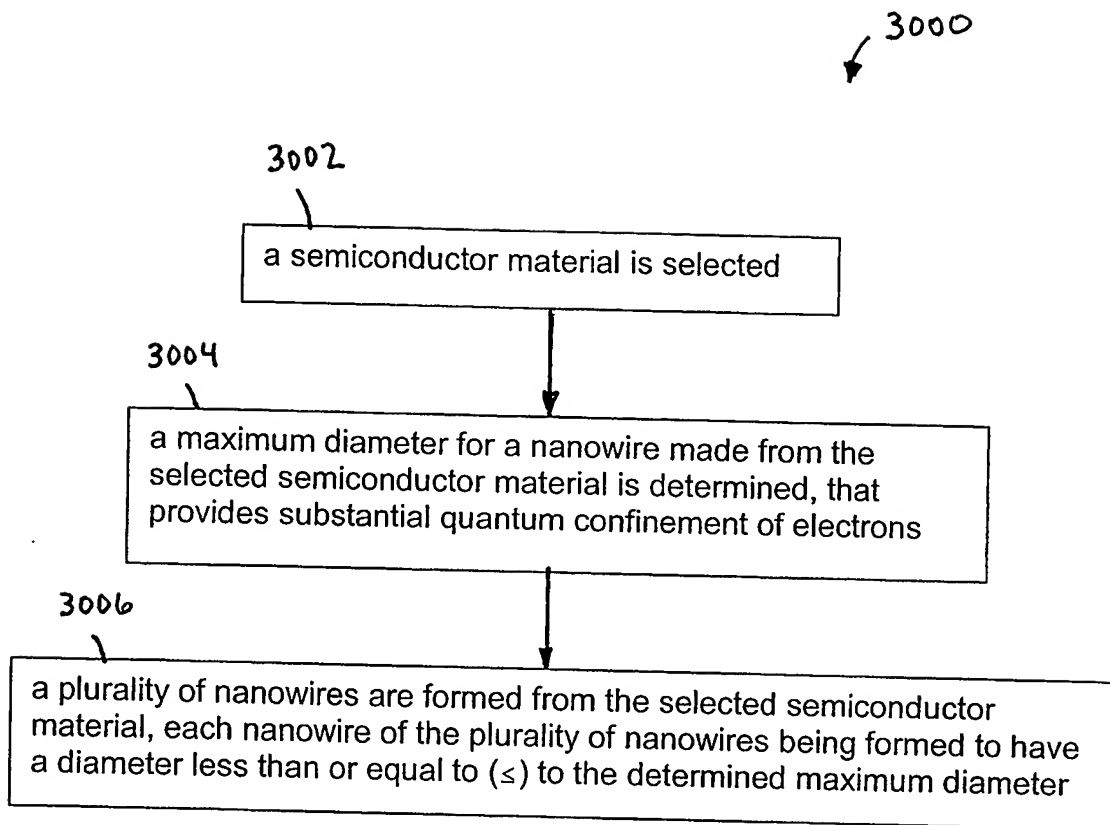 3000
3002
a semiconductor material is selected
3004
a maximum diameter for a nanowire made from the
selected semiconductor material is determined, that
provides substantial quantum confinement of electrons
3006
a plurality of nanowires are formed from the selected semiconductor
material, each nanowire of the plurality of nanowires being formed to have
a diameter less than or equal to (≤) to the determined maximum diameter